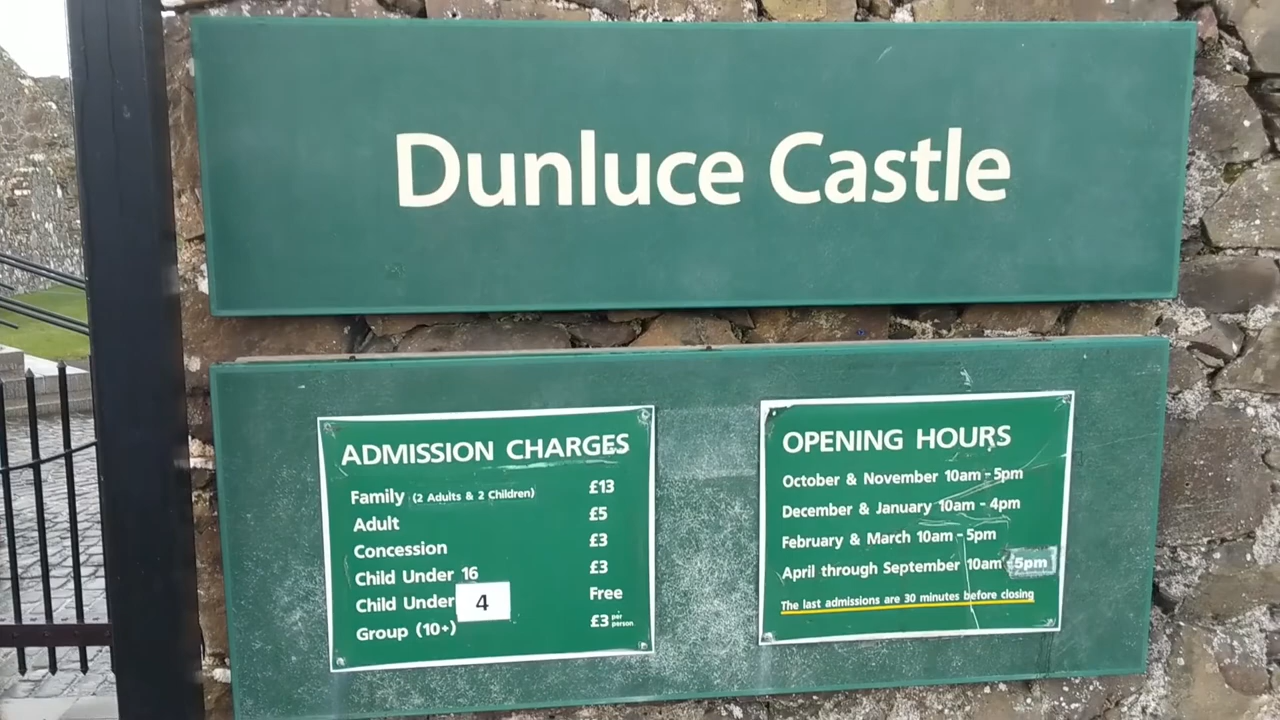 Dunluce Castle
ADMISSION CHARGES
Family (2 Adults & 2 Children) £13
Adult £5
Concession £3
Child Under 16 £3
Child Under 4 Free
Group (10+) £3 per person
OPENING HOURS
October & November 10am - 5pm
December & January 10am - 4pm
February & March 10am - 5pm
April through September 10am 5pm
The last admissions are 30 minutes before closing